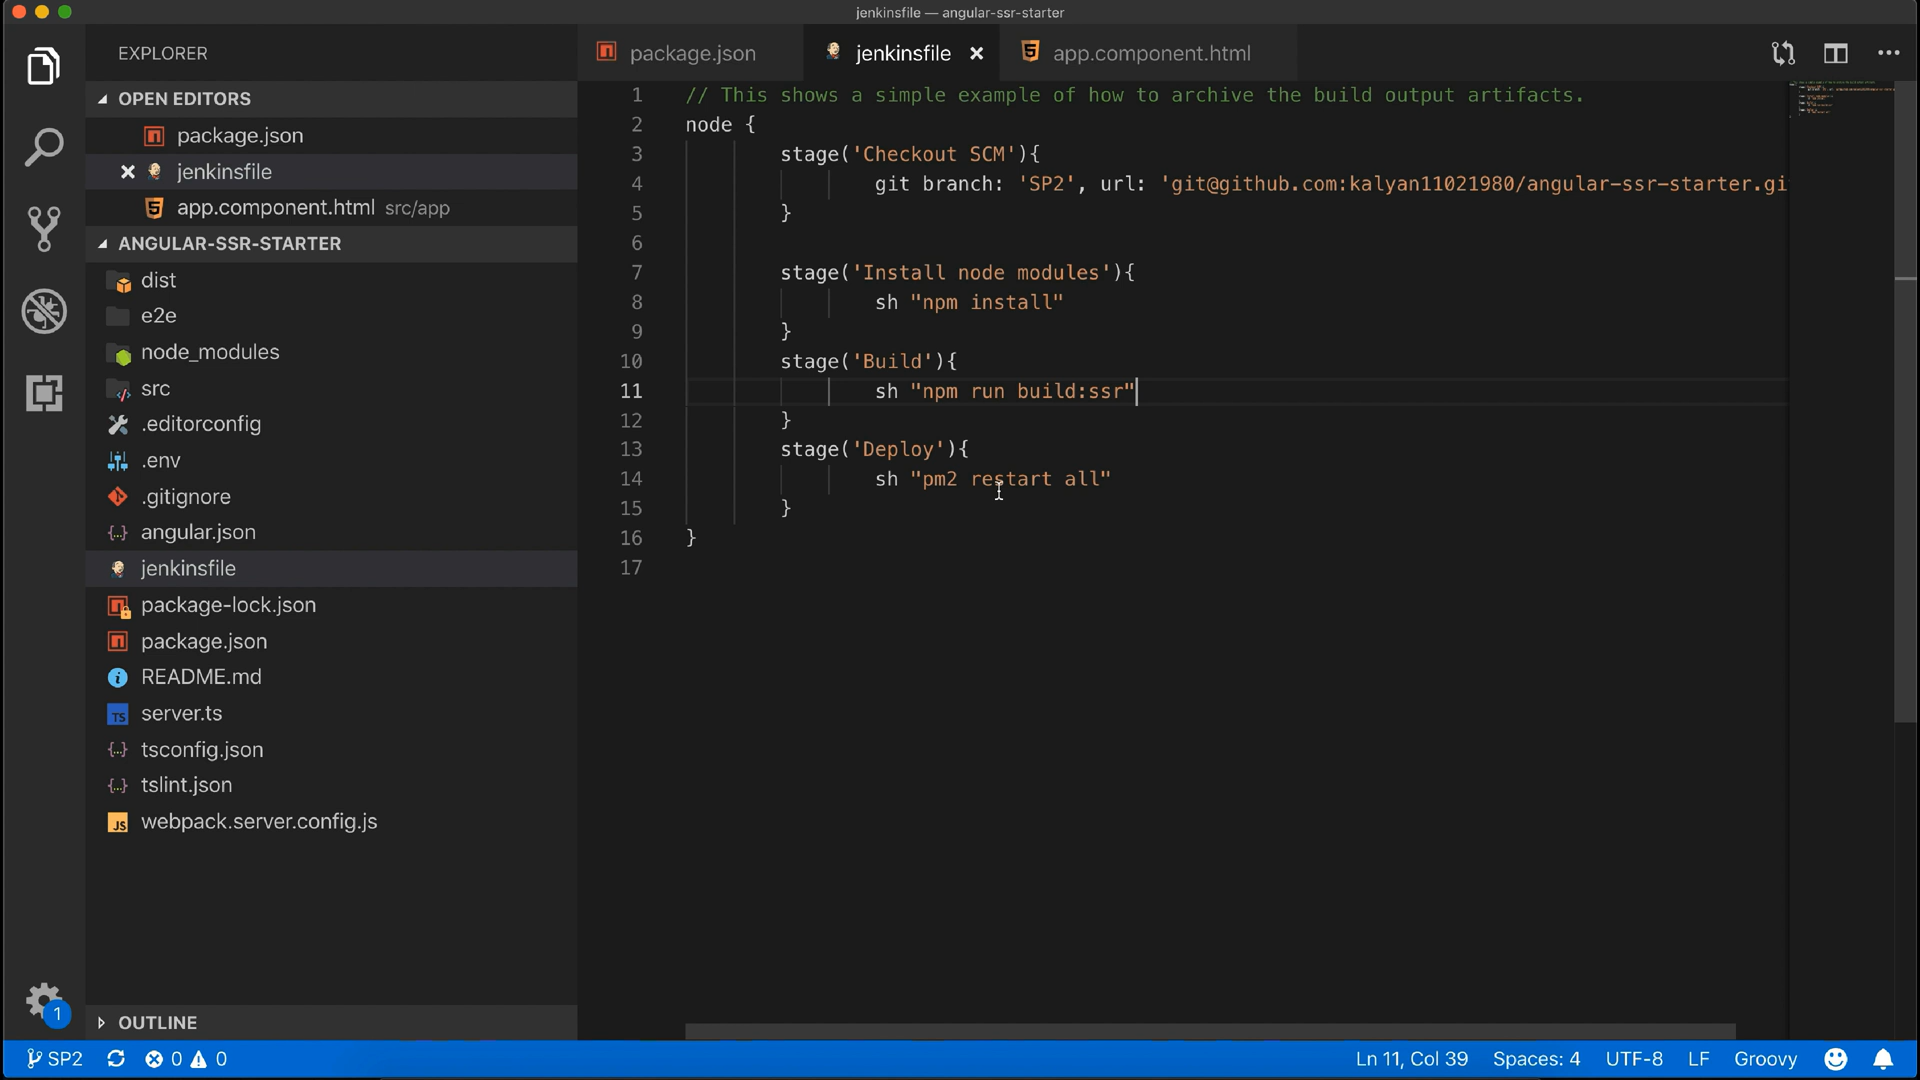 jenkinsfile — angular-ssr-starter
EXPLORER
OPEN EDITORS
package.json
jenkinsfile
app.component.html src/app
ANGULAR-SSR-STARTER
dist
e2e
node_modules
src
.editorconfig
.env
.gitignore
angular.json
jenkinsfile
package-lock.json
package.json
README.md
server.ts
tsconfig.json
tslint.json
webpack.server.config.js
OUTLINE
1
package.json
jenkinsfile
app.component.html
1 // This shows a simple example of how to archive the build output artifacts.
2 node {
3 stage('Checkout SCM'){
4 git branch: 'SP2', url: 'git@github.com:kalyan11021980/angular-ssr-starter.gi
5 }
6
7 stage('Install node modules'){
8 sh "npm install"
9 }
10 stage('Build'){
11 sh "npm run build:ssr"
12 }
13 stage('Deploy'){
14 sh "pm2 restart all"
15 }
16 }
17
SP2 0 0 Ln 11, Col 39 Spaces: 4 UTF-8 LF Groovy